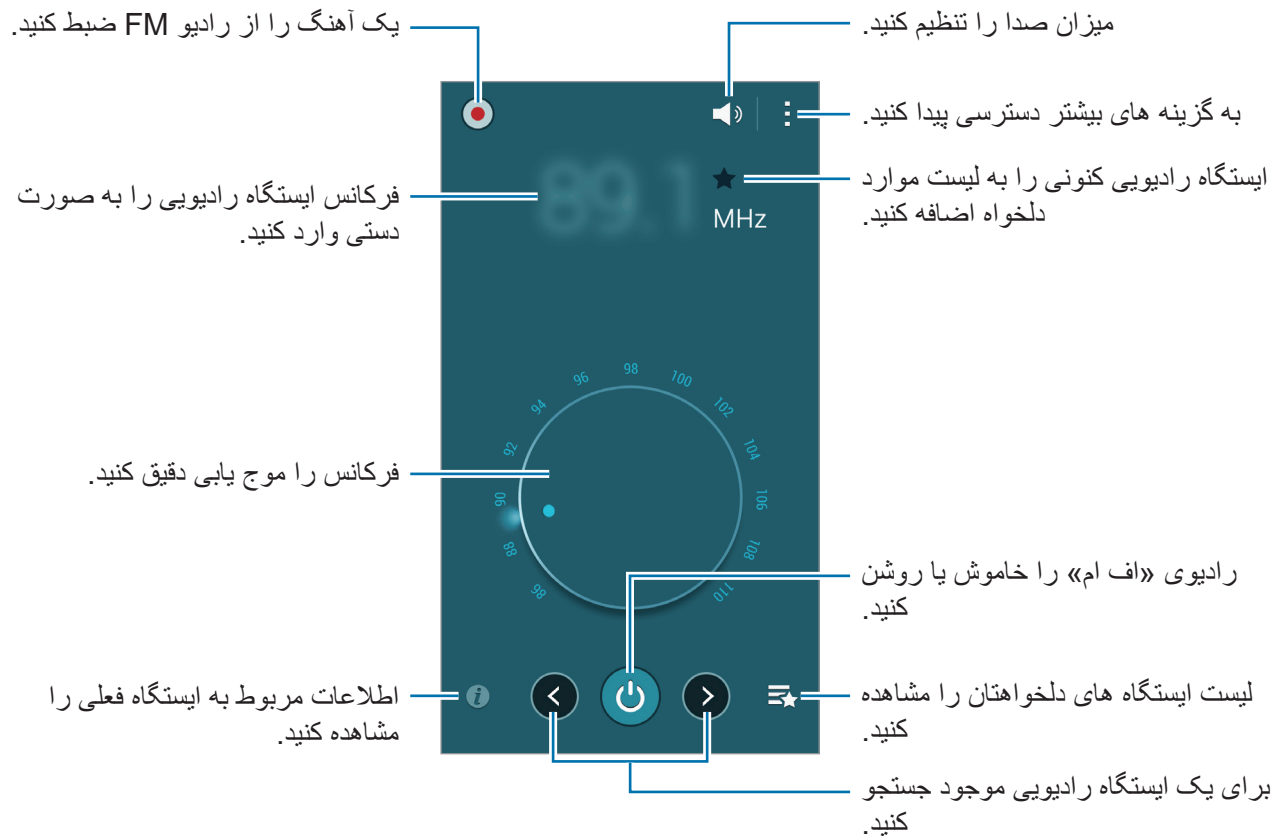 میزان صدا را تنظیم کنید.
یک آهنگ را از رادیو FM ضبط کنید.
به گزینه های بیشتر دسترسی پیدا کنید.
ایستگاه رادیویی کنونی را به لیست موارد
دلخواه اضافه کنید.
فرکانس ایستگاه رادیویی را به صورت
دستی وارد کنید.
89.1
MHz
86
88
90
92
94
96
98
100
102
104
106
108
110
فرکانس را موج یابی دقیق کنید.
رادیوی «اف ام» را خاموش یا روشن
کنید.
لیست ایستگاه های دلخواهتان را مشاهده
کنید.
اطلاعات مربوط به ایستگاه فعلی را
مشاهده کنید.
برای یک ایستگاه رادیویی موجود جستجو
کنید.